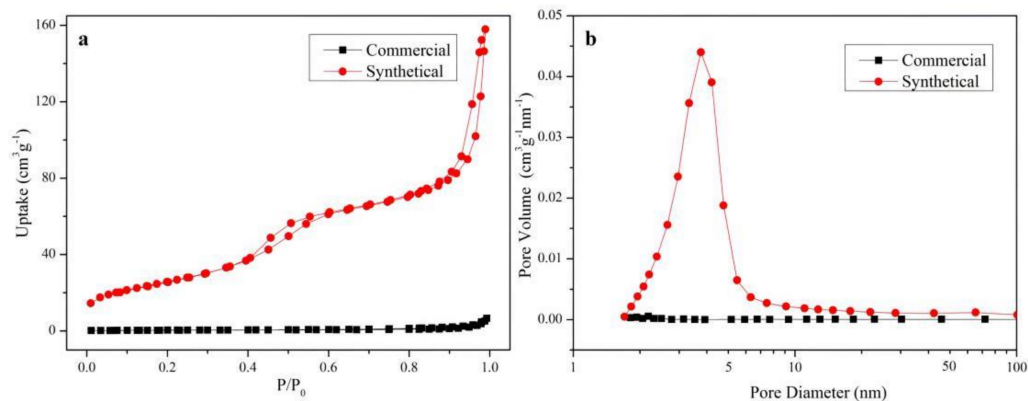 a
Commercial
Synthetical
160
120
80
40
0
Uptake (cm³g⁻¹)
0.0 0.2 0.4 0.6 0.8 1.0
P/P₀
b
Commercial
Synthetical
0.05
0.04
0.03
0.02
0.01
0.00
Pore Volume (cm³g⁻¹nm⁻¹)
1 5 10 50 100
Pore Diameter (nm)